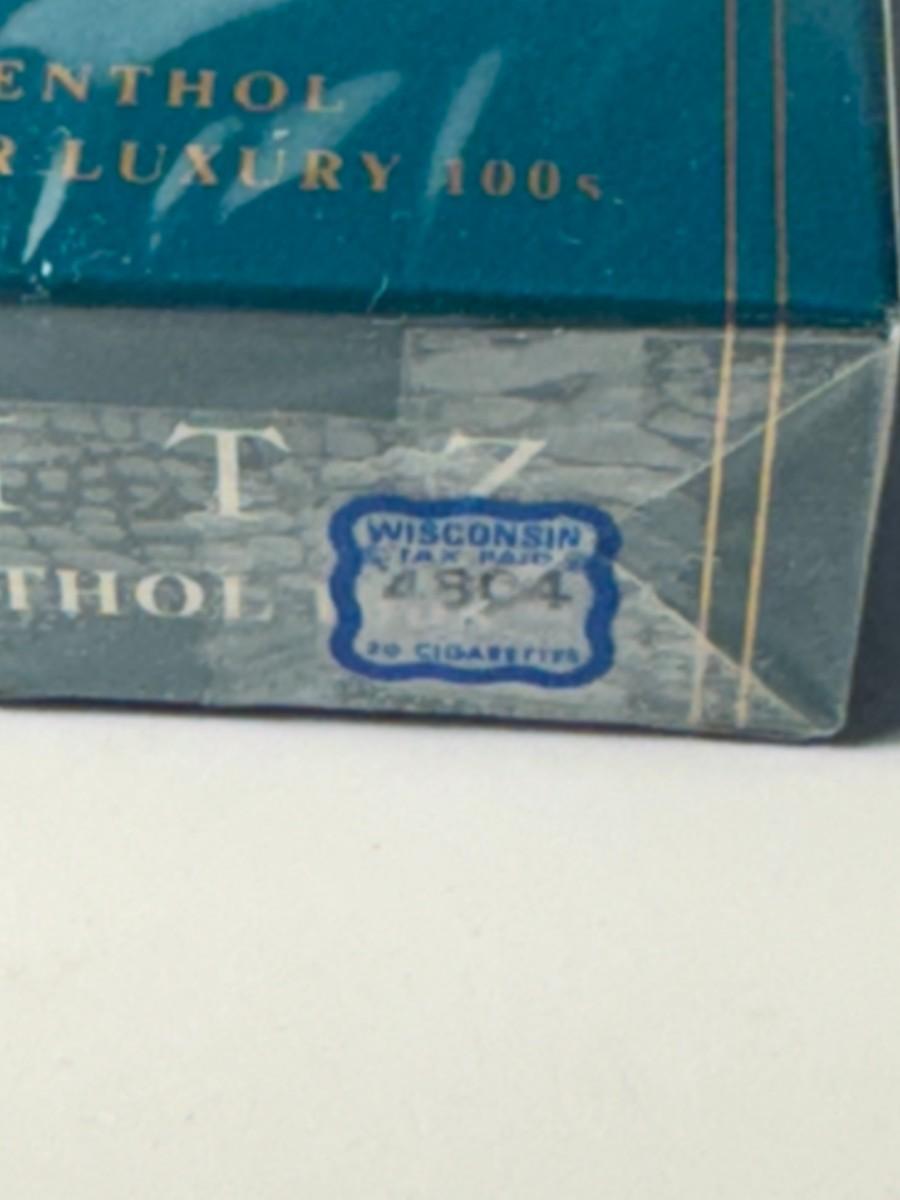 ENTHOL
R LUXURY 100s
T Z
THOL
WISCONSIN
TAX PAID
4804
20 CIGARETTES